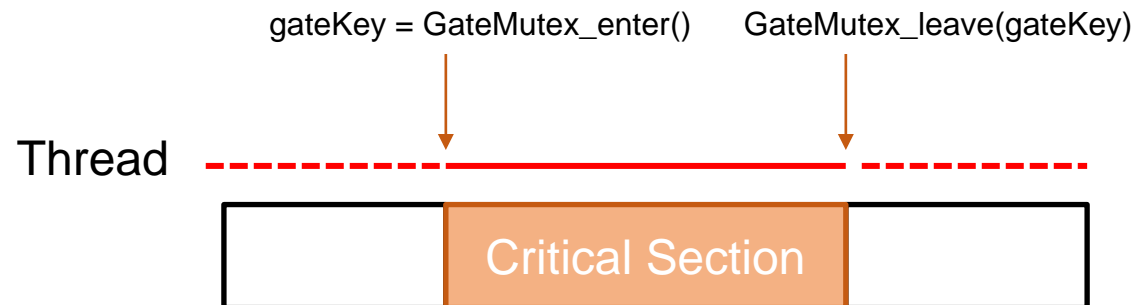 gateKey = GateMutex_enter() GateMutex_leave(gateKey)
Thread
Critical Section